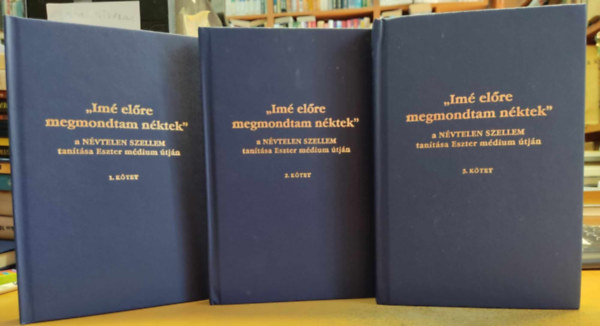 „Imé előre
megmondtam néktek"
a NÉVTELEN SZELLEM
tanítása Eszter médium útján
1. KÖTET
„Imé előre
megmondtam néktek"
a NÉVTELEN SZELLEM
tanítása Eszter médium útján
2. KÖTET
„Imé előre
megmondtam néktek"
a NÉVTELEN SZELLEM
tanítása Eszter médium útján
3. KÖTET